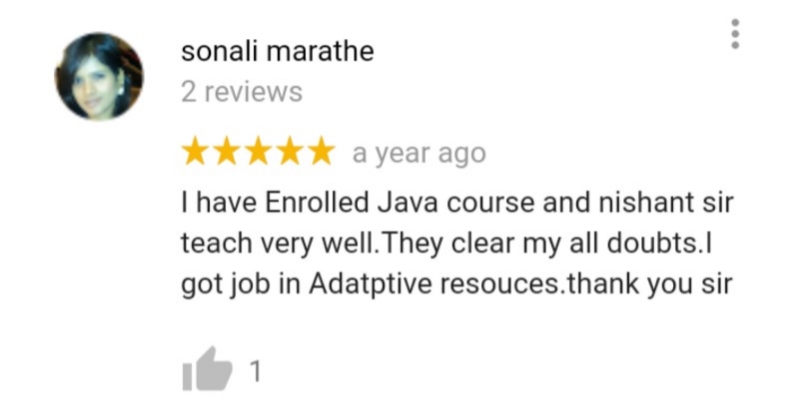 sonali marathe
2 reviews
a year ago
I have Enrolled Java course and nishant sir
teach very well.They clear my all doubts.I
got job in Adatptive resouces.thank you sir
1